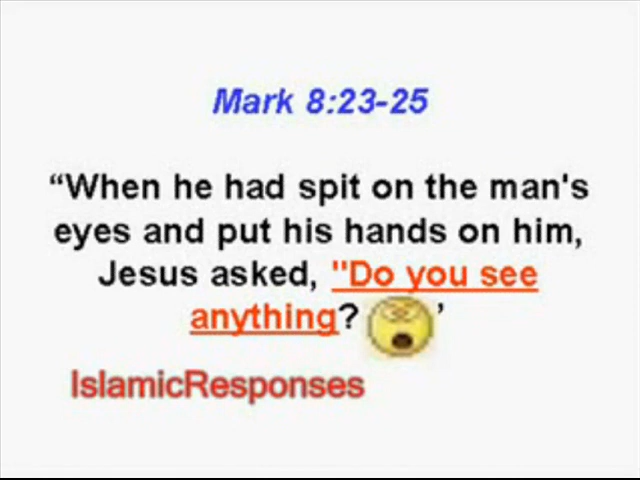 Mark 8:23-25
“When he had spit on the man's
eyes and put his hands on him,
Jesus asked, "Do you see
anything? ’
IslamicResponses